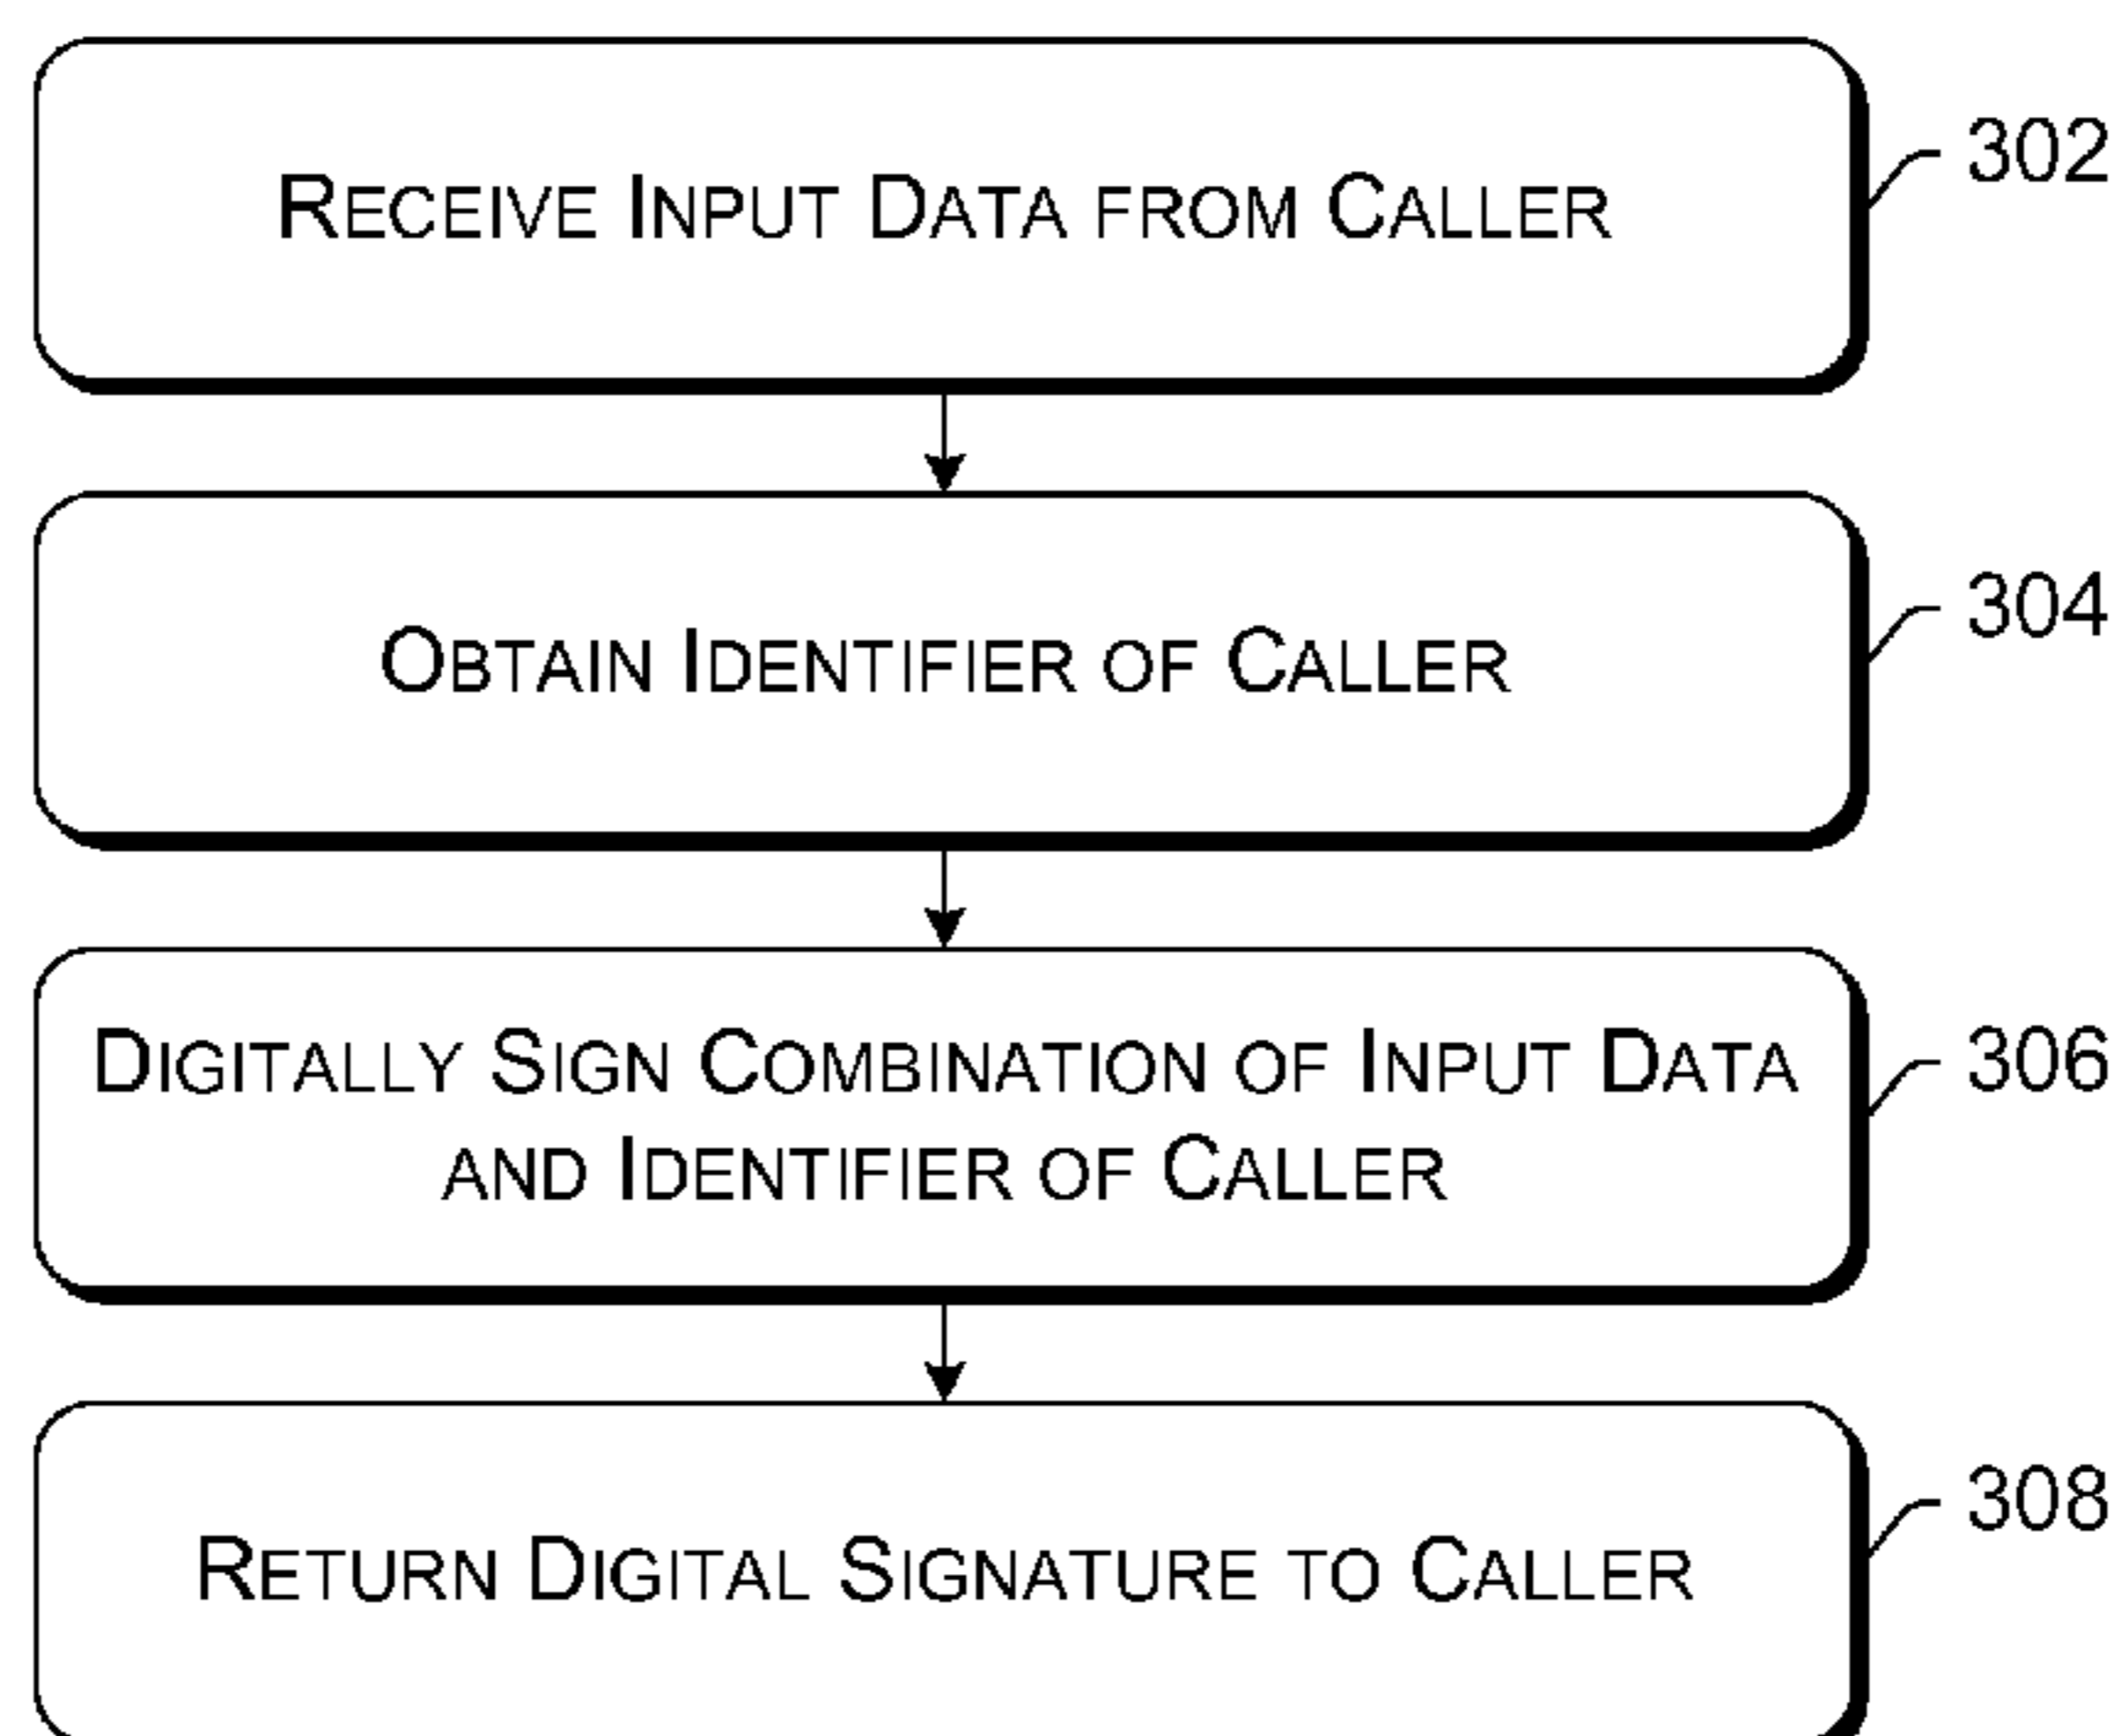 RECEIVE INPUT DATA FROM CALLER
302
OBTAIN IDENTIFIER OF CALLER
304
DIGITALLY SIGN COMBINATION OF INPUT DATA
AND IDENTIFIER OF CALLER
306
RETURN DIGITAL SIGNATURE TO CALLER
308